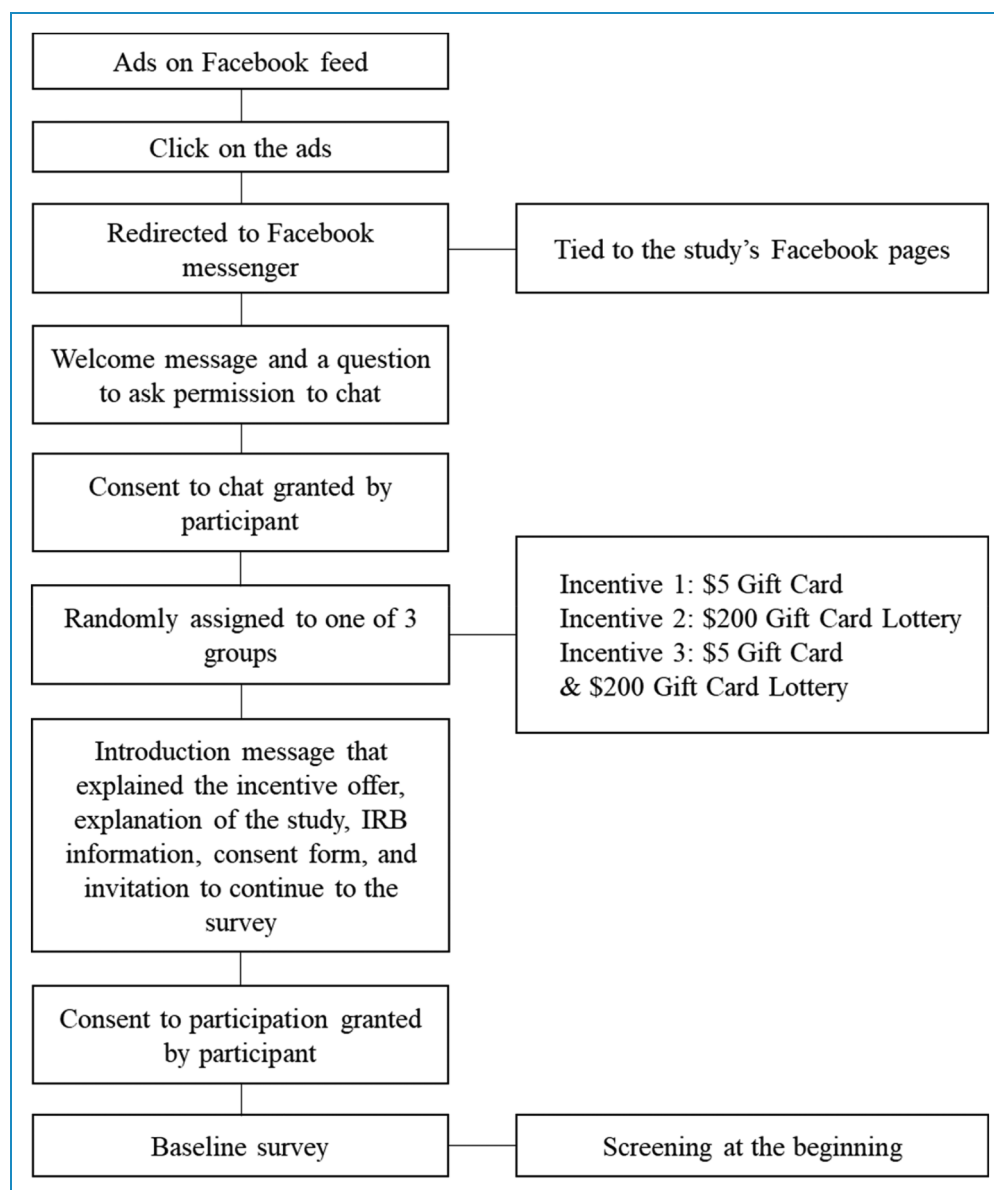 Ads on Facebook feed
Click on the ads
Redirected to Facebook
messenger
Tied to the study's Facebook pages
Welcome message and a question
to ask permission to chat
Consent to chat granted by
participant
Randomly assigned to one of 3
groups
Incentive 1: $5 Gift Card
Incentive 2: $200 Gift Card Lottery
Incentive 3: $5 Gift Card
& $200 Gift Card Lottery
Introduction message that
explained the incentive offer,
explanation of the study, IRB
information, consent form, and
invitation to continue to the
survey
Consent to participation granted
by participant
Baseline survey
Screening at the beginning